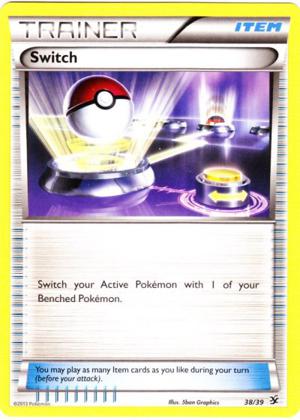 TRAINER
ITEM
Switch
Switch your Active Pokémon with 1 of your
Benched Pokémon.
You may play as many Item cards as you like during your turn
(before your attack).
©2013 Pokémon
Illus. 5ban Graphics
38/39